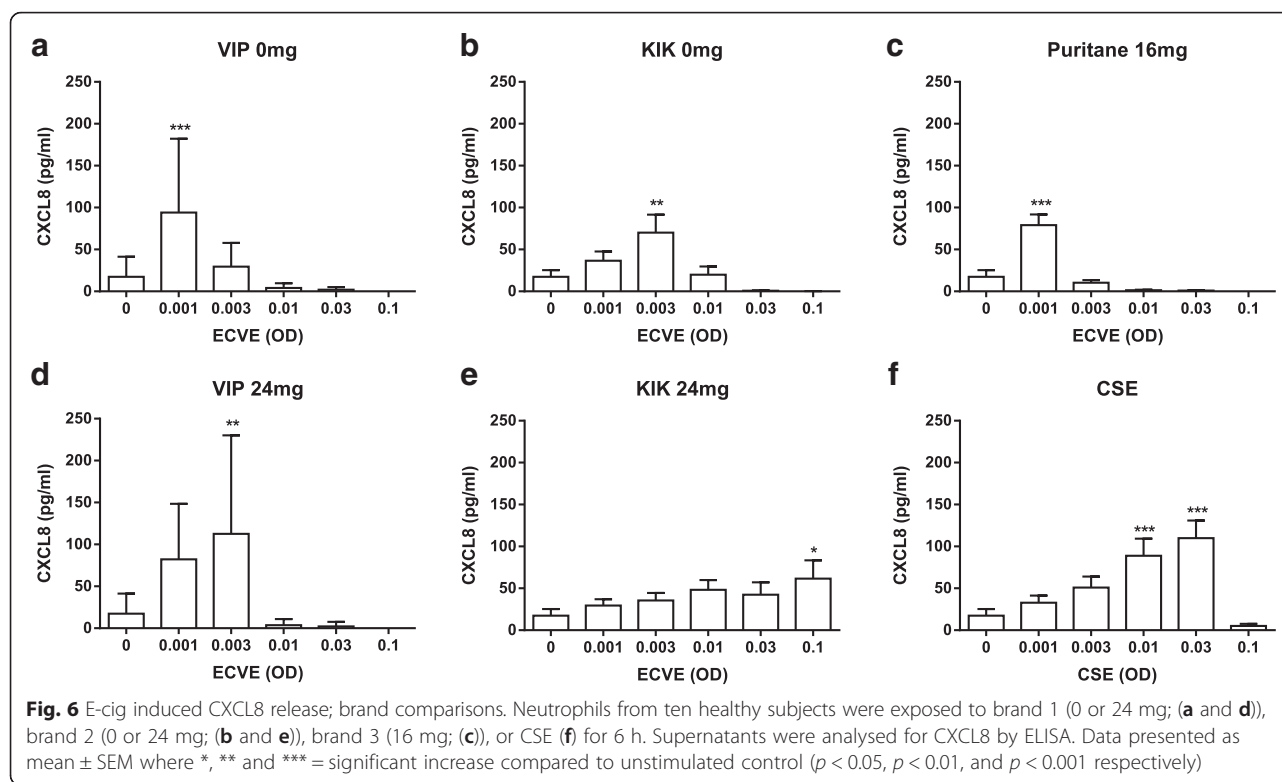 a
VIP 0mg
250
200
150
100
50
0
CXCL8 (pg/ml)
***
0 0.001 0.003 0.01 0.03 0.1
ECVE (OD)
b
KIK 0mg
250
200
150
100
50
0
CXCL8 (pg/ml)
**
0 0.001 0.003 0.01 0.03 0.1
ECVE (OD)
c
Puritane 16mg
250
200
150
100
50
0
CXCL8 (pg/ml)
***
0 0.001 0.003 0.01 0.03 0.1
ECVE (OD)
d
VIP 24mg
250
200
150
100
50
0
CXCL8 (pg/ml)
**
0 0.001 0.003 0.01 0.03 0.1
ECVE (OD)
e
KIK 24mg
250
200
150
100
50
0
CXCL8 (pg/ml)
*
0 0.001 0.003 0.01 0.03 0.1
ECVE (OD)
f
CSE
250
200
150
100
50
0
CXCL8 (pg/ml)
*** ***
0 0.001 0.003 0.01 0.03 0.1
CSE (OD)
Fig. 6 E-cig induced CXCL8 release; brand comparisons. Neutrophils from ten healthy subjects were exposed to brand 1 (0 or 24 mg; (a and d)),
brand 2 (0 or 24 mg; (b and e)), brand 3 (16 mg; (c)), or CSE (f) for 6 h. Supernatants were analysed for CXCL8 by ELISA. Data presented as
mean ± SEM where *, ** and *** = significant increase compared to unstimulated control (p < 0.05, p < 0.01, and p < 0.001 respectively)